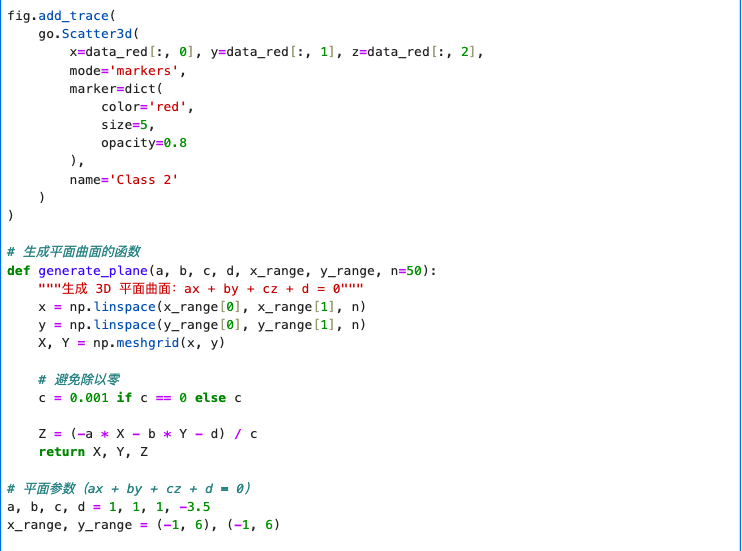 fig.add_trace(
    go.Scatter3d(
        x=data_red[:, 0], y=data_red[:, 1], z=data_red[:, 2],
        mode='markers',
        marker=dict(
            color='red',
            size=5,
            opacity=0.8
        ),
        name='Class 2'
    )
)
# 生成平面曲面的函数
def generate_plane(a, b, c, d, x_range, y_range, n=50):
    """生成 3D 平面曲面：ax + by + cz + d = 0"""
    x = np.linspace(x_range[0], x_range[1], n)
    y = np.linspace(y_range[0], y_range[1], n)
    X, Y = np.meshgrid(x, y)
    # 避免除以零
    c = 0.001 if c == 0 else c
    Z = (-a * X - b * Y - d) / c
    return X, Y, Z
# 平面参数（ax + by + cz + d = 0）
a, b, c, d = 1, 1, 1, -3.5
x_range, y_range = (-1, 6), (-1, 6)